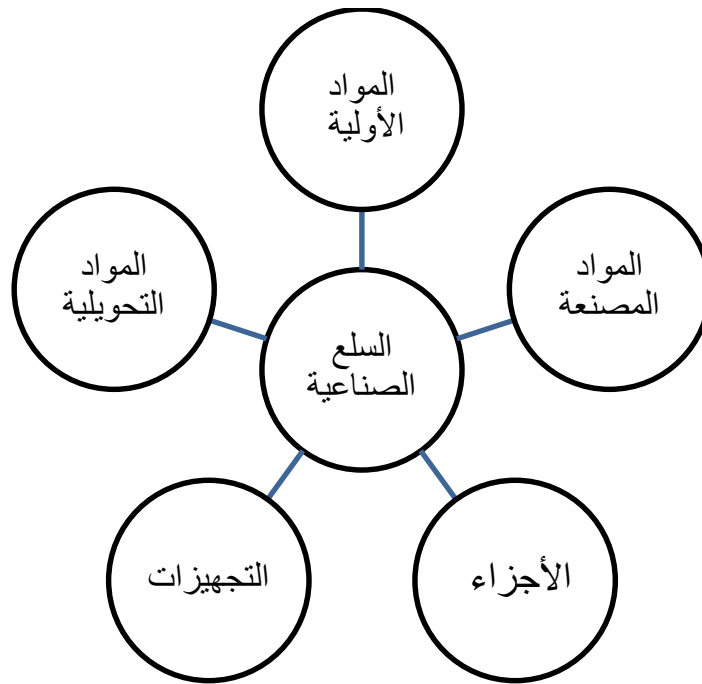 المواد
الأولية
المواد
المصنعة
المواد
التحويلية
السلع
الصناعية
الأجزاء
التجهيزات